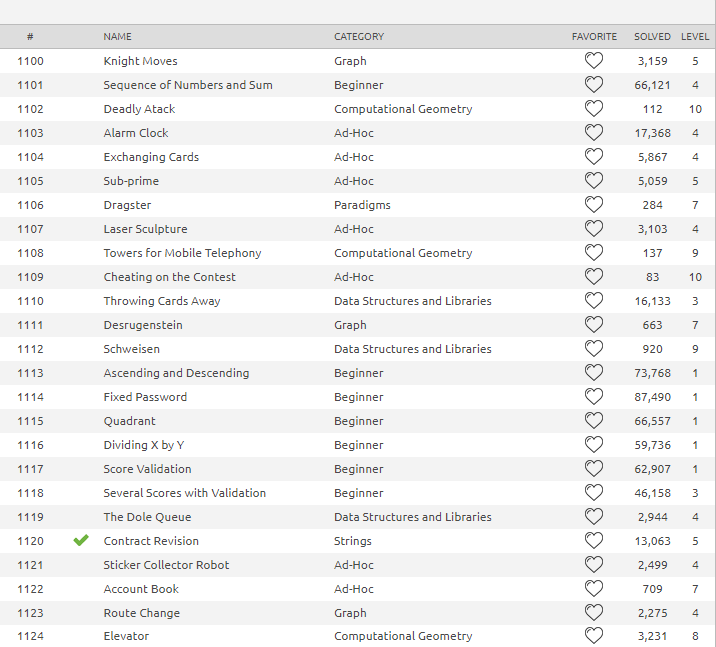 # NAME CATEGORY FAVORITE SOLVED LEVEL
1100 Knight Moves Graph 3,159 5
1101 Sequence of Numbers and Sum Beginner 66,121 4
1102 Deadly Atack Computational Geometry 112 10
1103 Alarm Clock Ad-Hoc 17,368 4
1104 Exchanging Cards Ad-Hoc 5,867 4
1105 Sub-prime Ad-Hoc 5,059 5
1106 Dragster Paradigms 284 7
1107 Laser Sculpture Ad-Hoc 3,103 4
1108 Towers for Mobile Telephony Computational Geometry 137 9
1109 Cheating on the Contest Ad-Hoc 83 10
1110 Throwing Cards Away Data Structures and Libraries 16,133 3
1111 Desrugenstein Graph 663 7
1112 Schweisen Data Structures and Libraries 920 9
1113 Ascending and Descending Beginner 73,768 1
1114 Fixed Password Beginner 87,490 1
1115 Quadrant Beginner 66,557 1
1116 Dividing X by Y Beginner 59,736 1
1117 Score Validation Beginner 62,907 1
1118 Several Scores with Validation Beginner 46,158 3
1119 The Dole Queue Data Structures and Libraries 2,944 4
1120 Contract Revision Strings 13,063 5
1121 Sticker Collector Robot Ad-Hoc 2,499 4
1122 Account Book Ad-Hoc 709 7
1123 Route Change Graph 2,275 4
1124 Elevator Computational Geometry 3,231 8